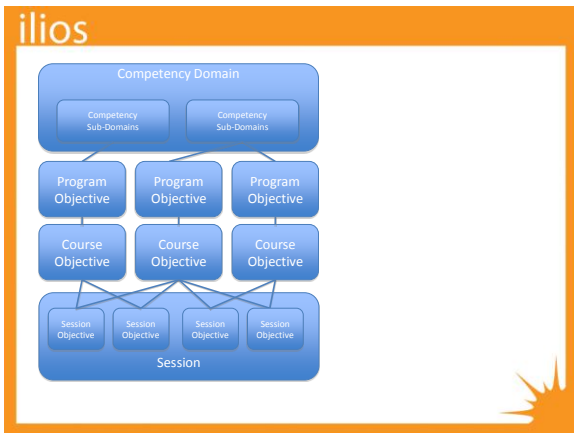 ilios
Competency Domain
Competency
Sub-Domains
Competency
Sub-Domains
Program
Objective
Program
Objective
Program
Objective
Course
Objective
Course
Objective
Course
Objective
Session
Objective
Session
Objective
Session
Objective
Session
Objective
Session